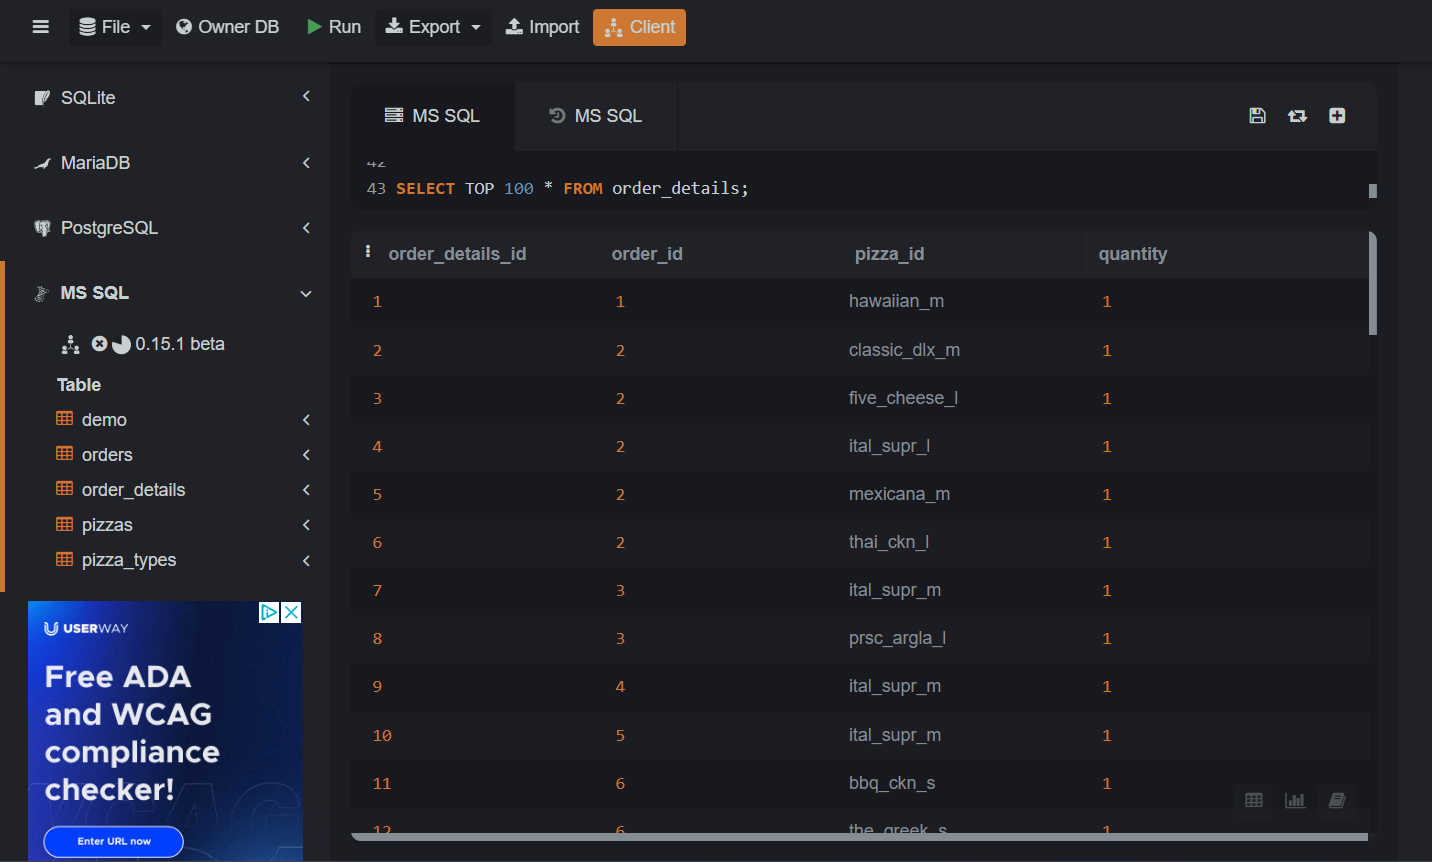 File Owner DB Run Export Import Client
SQLite
MariaDB
PostgreSQL
MS SQL
0.15.1 beta
Table
demo
orders
order_details
pizzas
pizza_types
USERWAY
Free ADA
and WCAG
compliance
checker!
Enter URL now
MS SQL MS SQL
42
43 SELECT TOP 100 * FROM order_details;
order_details_id order_id pizza_id quantity
1 1 hawaiian_m 1
2 2 classic_dlx_m 1
3 2 five_cheese_l 1
4 2 ital_supr_l 1
5 2 mexicana_m 1
6 2 thai_ckn_l 1
7 3 ital_supr_m 1
8 3 prsc_argla_l 1
9 4 ital_supr_m 1
10 5 ital_supr_m 1
11 6 bbq_ckn_s 1
12 6 the_greek_s 1